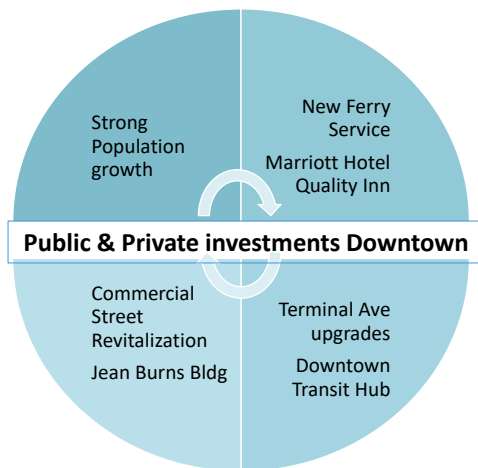 Strong
Population
growth
New Ferry
Service
Marriott Hotel
Quality Inn
Public & Private investments Downtown
Commercial
Street
Revitalization
Jean Burns Bldg
Terminal Ave
upgrades
Downtown
Transit Hub